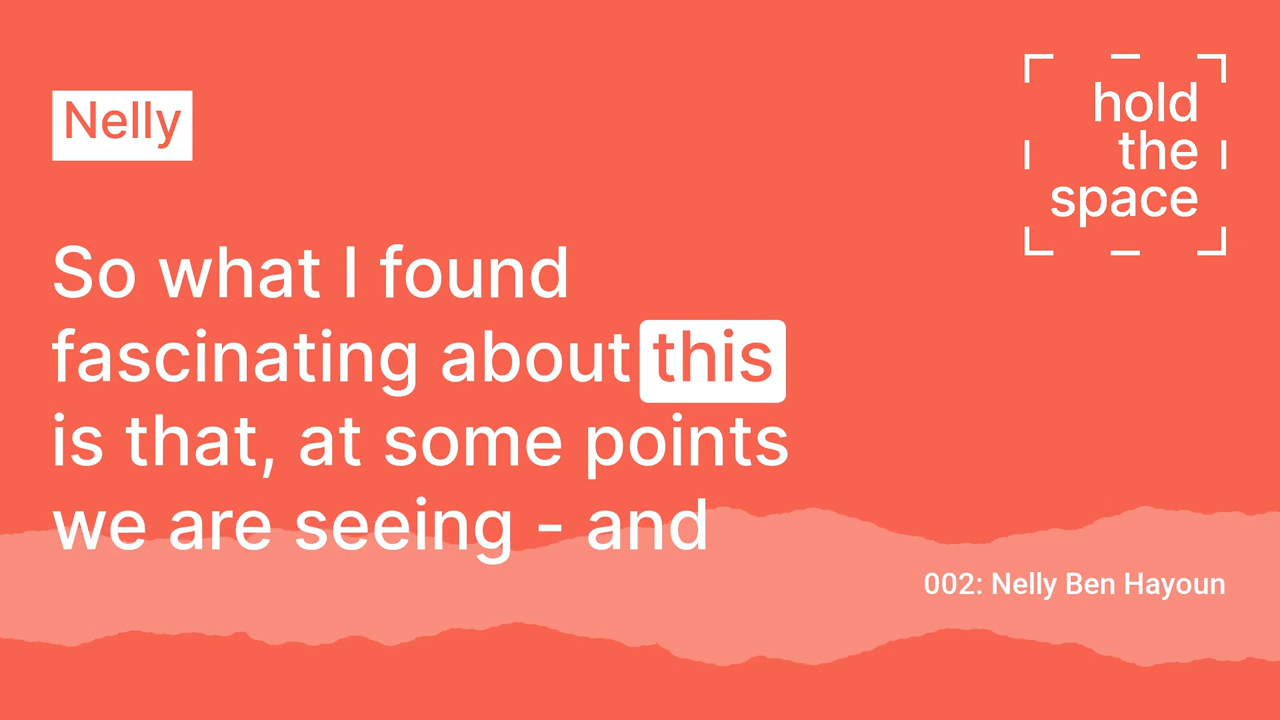 Nelly
hold
the
space
So what I found
fascinating about this
is that, at some points
we are seeing - and
002: Nelly Ben Hayoun